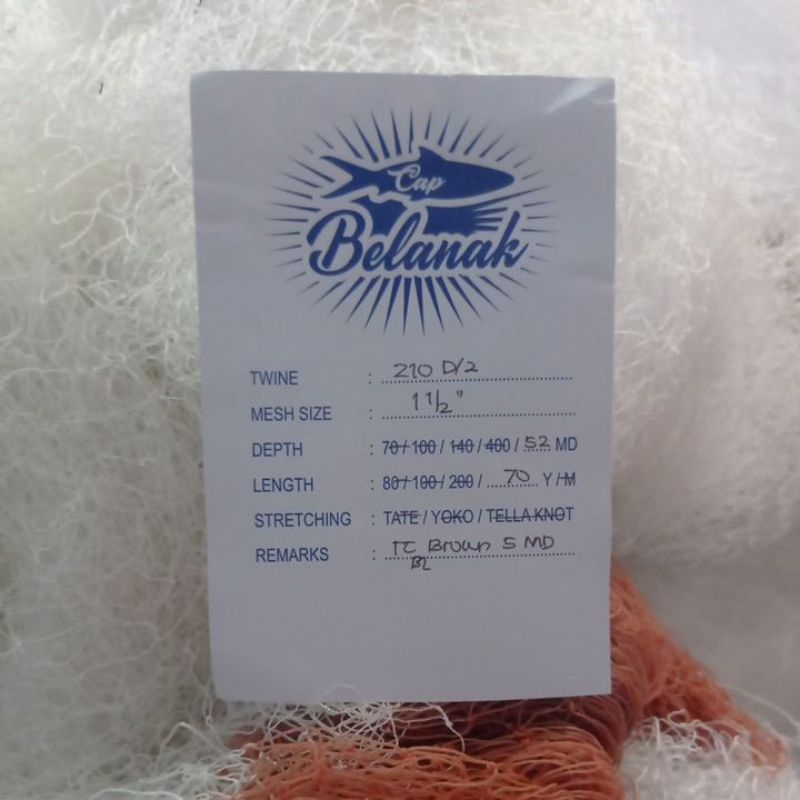 Cap
Belanak
TWINE : 210 D/2
MESH SIZE : 1 1/2"
DEPTH : 70 / 100 / 140 / 400 / 52 MD
LENGTH : 80 / 100 / 200 / 70 Y / M
STRETCHING : TATE / YOKO / TELLA KNOT
REMARKS : TC Brown 5 MD
BL